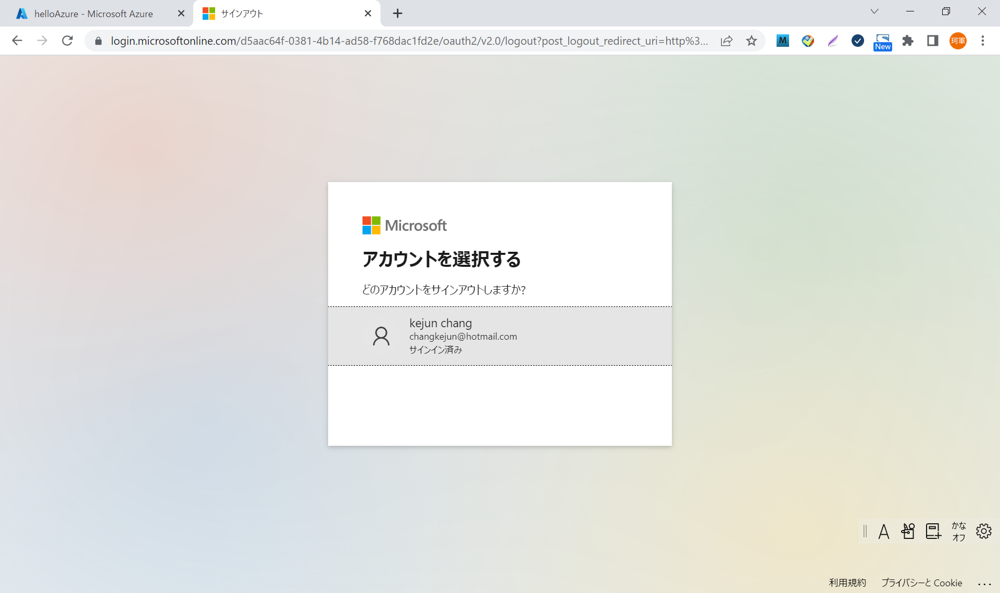 helloAzure - Microsoft Azure
サインアウト
login.microsoftonline.com/d5aac64f-0381-4b14-ad58-f768dac1fd2e/oauth2/v2.0/logout?post_logout_redirect_uri=http%3...
M
New
珂軍
Microsoft
アカウントを選択する
どのアカウントをサインアウトしますか?
kejun chang
changkejun@hotmail.com
サインイン済み
A
かな
オフ
利用規約 プライバシーと Cookie ...